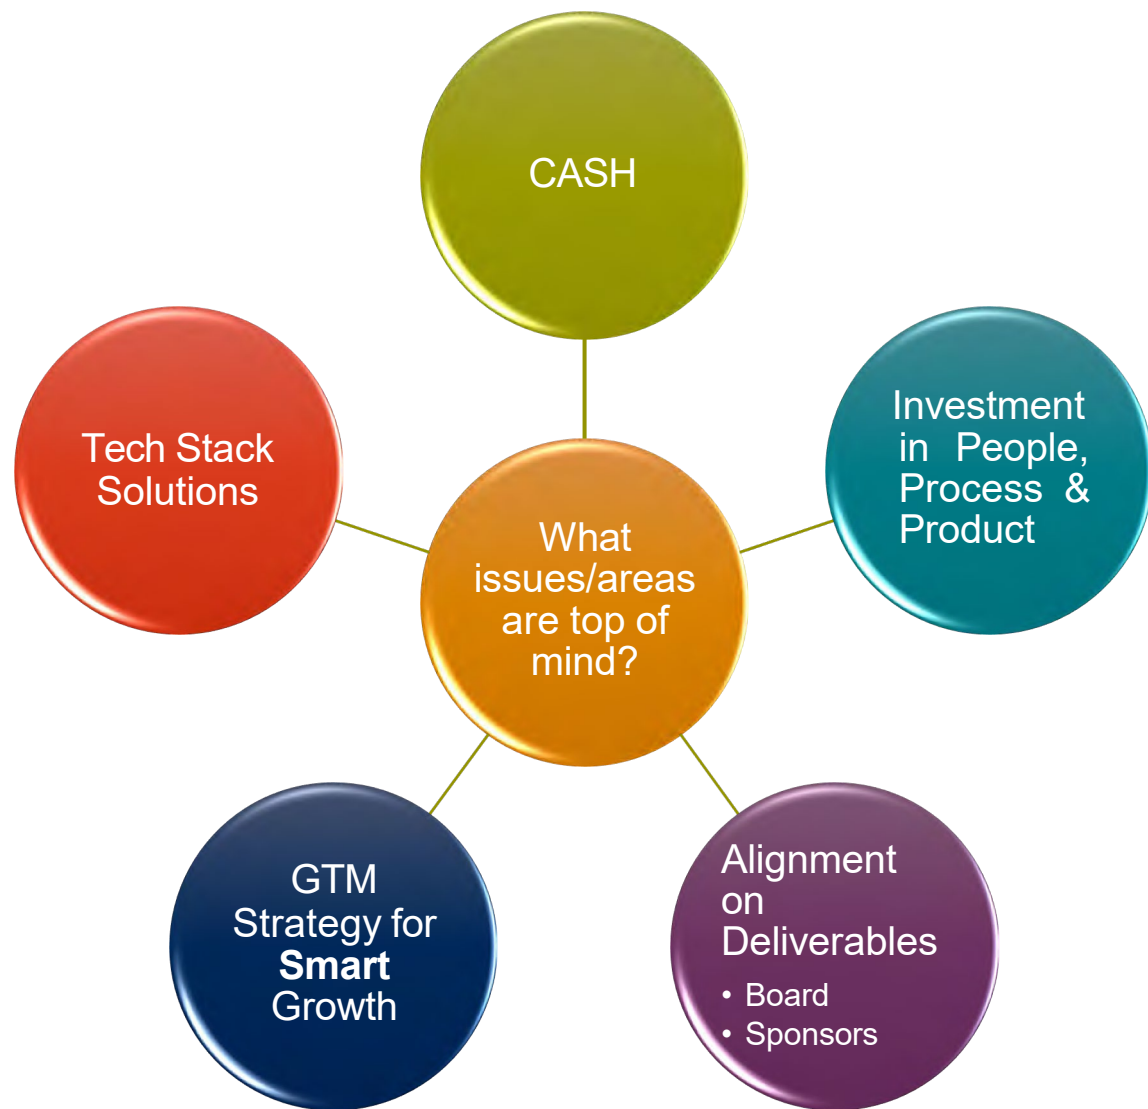 CASH
Investment
in People,
Process &
Product
Tech Stack
Solutions
What
issues/areas
are top of
mind?
GTM
Strategy for
Smart
Growth
Alignment
on
Deliverables
• Board
• Sponsors